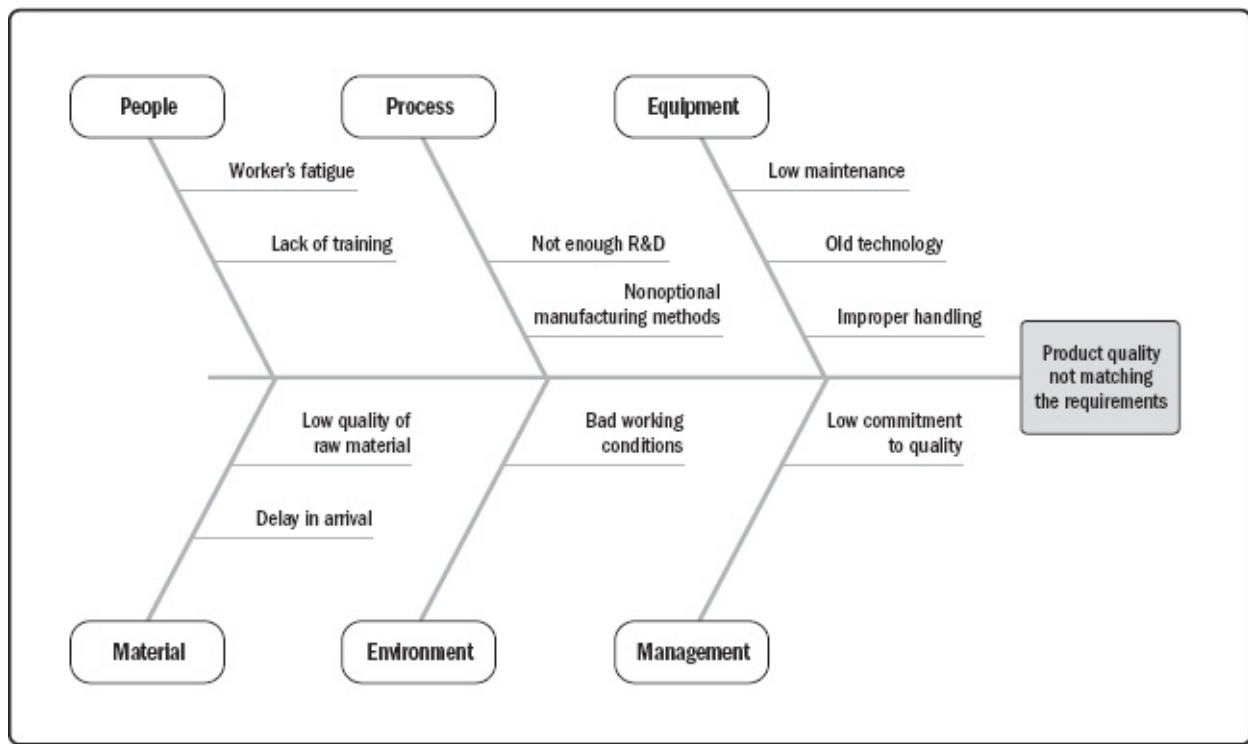 People
Process
Equipment
Worker's fatigue
Low maintenance
Lack of training
Not enough R&D
Old technology
Nonoptional
manufacturing methods
Improper handling
Product quality
not matching
the requirements
Low quality of
raw material
Bad working
conditions
Low commitment
to quality
Delay in arrival
Material
Environment
Management